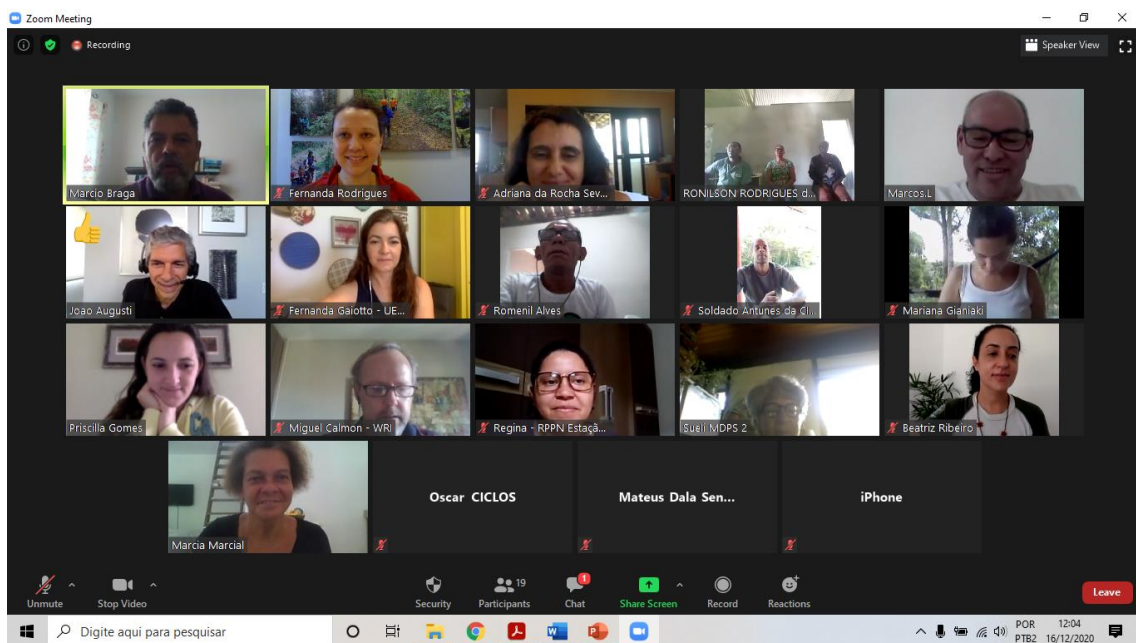 Zoom Meeting
Recording
Speaker View
Marcio Braga
Fernanda Rodrigues
Adriana da Rocha Sev...
RONILSON RODRIGUES d...
Marcos.L
Joao Augusti
Fernanda Gaiotto - UE...
Romenil Alves
Soldado Antunes da CI...
Mariana Gianiaki
Priscilla Gomes
Miguel Calmon - WRI
Regina - RPPN Estaçã...
Sueli MDPS 2
Beatriz Ribeiro
Marcia Marcial
Oscar CICLOS
Mateus Dala Sen...
iPhone
Unmute
Stop Video
Security
Participants
19
Chat
1
Share Screen
Record
Reactions
Leave
Digite aqui para pesquisar
POR
PTB2
12:04
16/12/2020